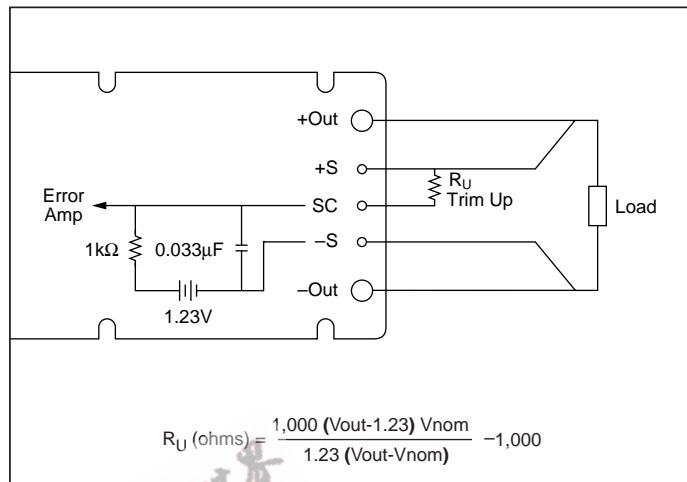 +Out
+S
R_U
Trim Up
SC
Error
Amp
Load
1kΩ
0.033μF
–S
–Out
1.23V
R_U (ohms) = 1,000 (Vout-1.23) Vnom / 1.23 (Vout-Vnom) –1,000